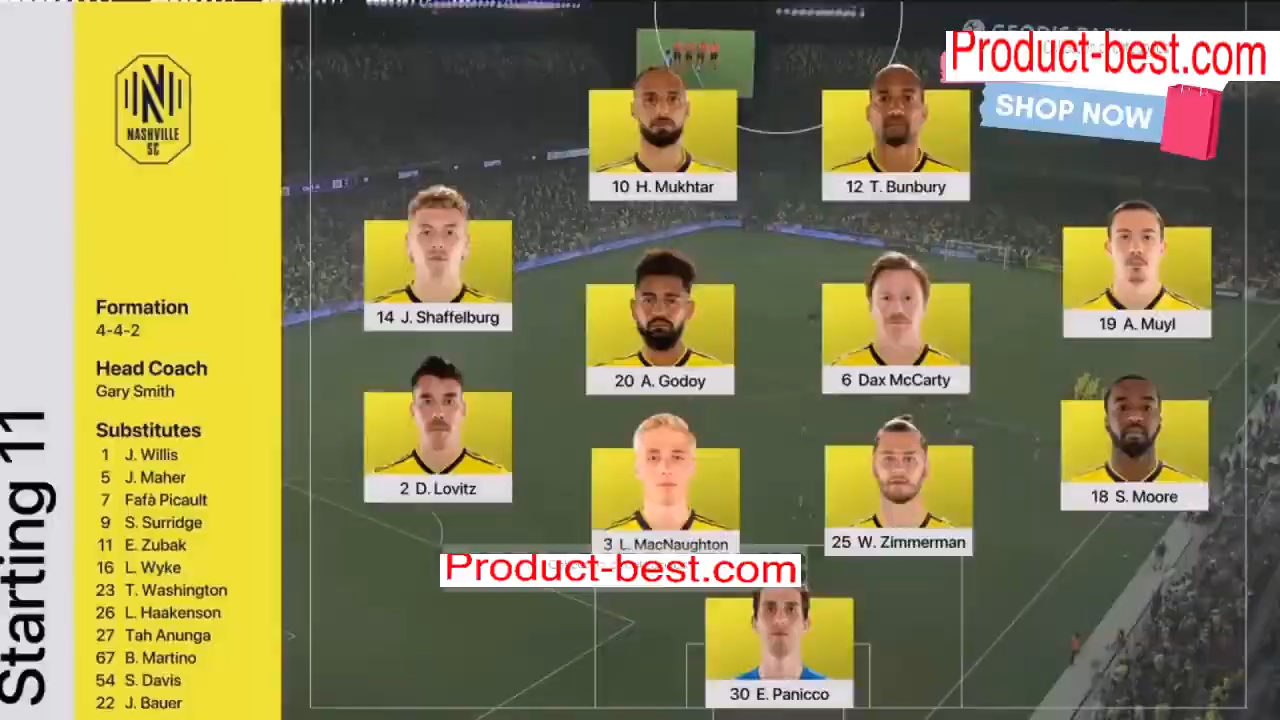 Starting 11
NASHVILLE
SC
Formation
4-4-2
Head Coach
Gary Smith
Substitutes
1 J. Willis
5 J. Maher
7 Fafà Picault
9 S. Surridge
11 E. Zubak
16 L. Wyke
23 T. Washington
26 L. Haakenson
27 Tah Anunga
67 B. Martino
54 S. Davis
22 J. Bauer
GEODIS PARK
Product-best.com
SHOP NOW
10 H. Mukhtar
12 T. Bunbury
14 J. Shaffelburg
20 A. Godoy
6 Dax McCarty
19 A. Muyl
2 D. Lovitz
3 L. MacNaughton
25 W. Zimmerman
18 S. Moore
Product-best.com
30 E. Panicco